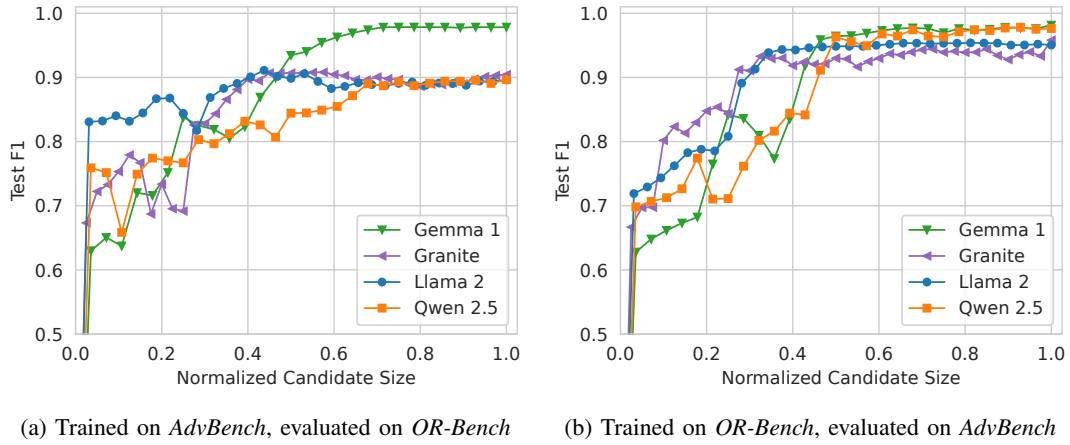 1.0
0.9
0.8
0.7
0.6
0.5
Test F1
0.0 0.2 0.4 0.6 0.8 1.0
Normalized Candidate Size
Gemma 1
Granite
Llama 2
Qwen 2.5
(a) Trained on AdvBench, evaluated on OR-Bench
1.0
0.9
0.8
0.7
0.6
0.5
Test F1
0.0 0.2 0.4 0.6 0.8 1.0
Normalized Candidate Size
Gemma 1
Granite
Llama 2
Qwen 2.5
(b) Trained on OR-Bench, evaluated on AdvBench